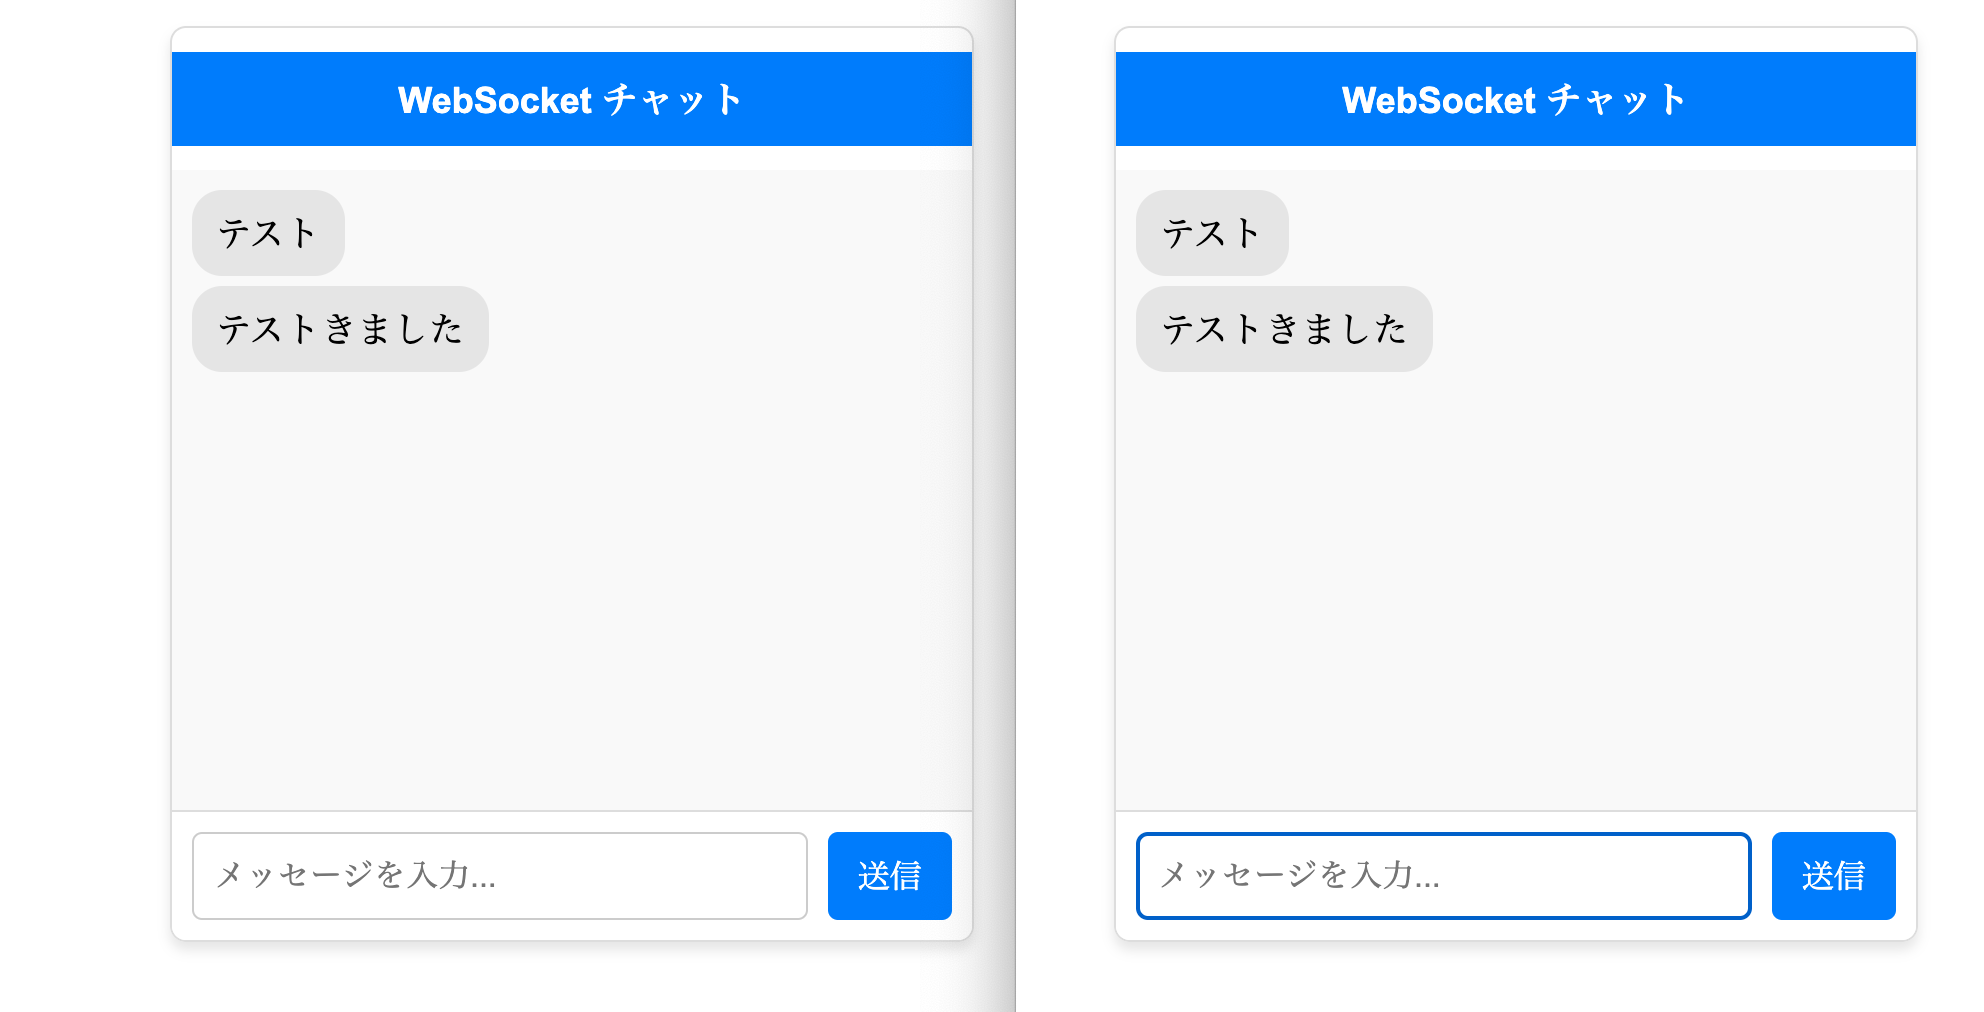 WebSocket チャット
テスト
テストきました
メッセージを入力...
送信
WebSocket チャット
テスト
テストきました
メッセージを入力...
送信